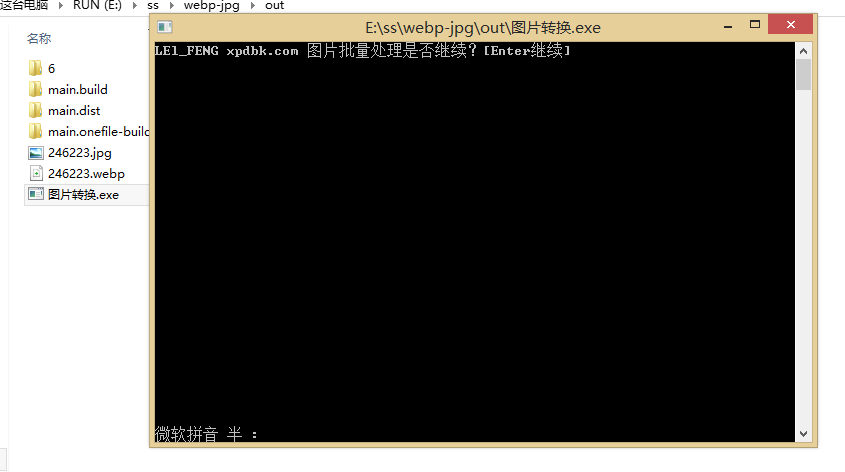 这台电脑 RUN (E:) ss webp-jpg out
名称
6
main.build
main.dist
main.onefile-build
246223.jpg
246223.webp
图片转换.exe
E:\ss\webp-jpg\out\图片转换.exe
LEl_FENG xpdbk.com 图片批量处理是否继续？[Enter继续]
微软拼音 半 ：